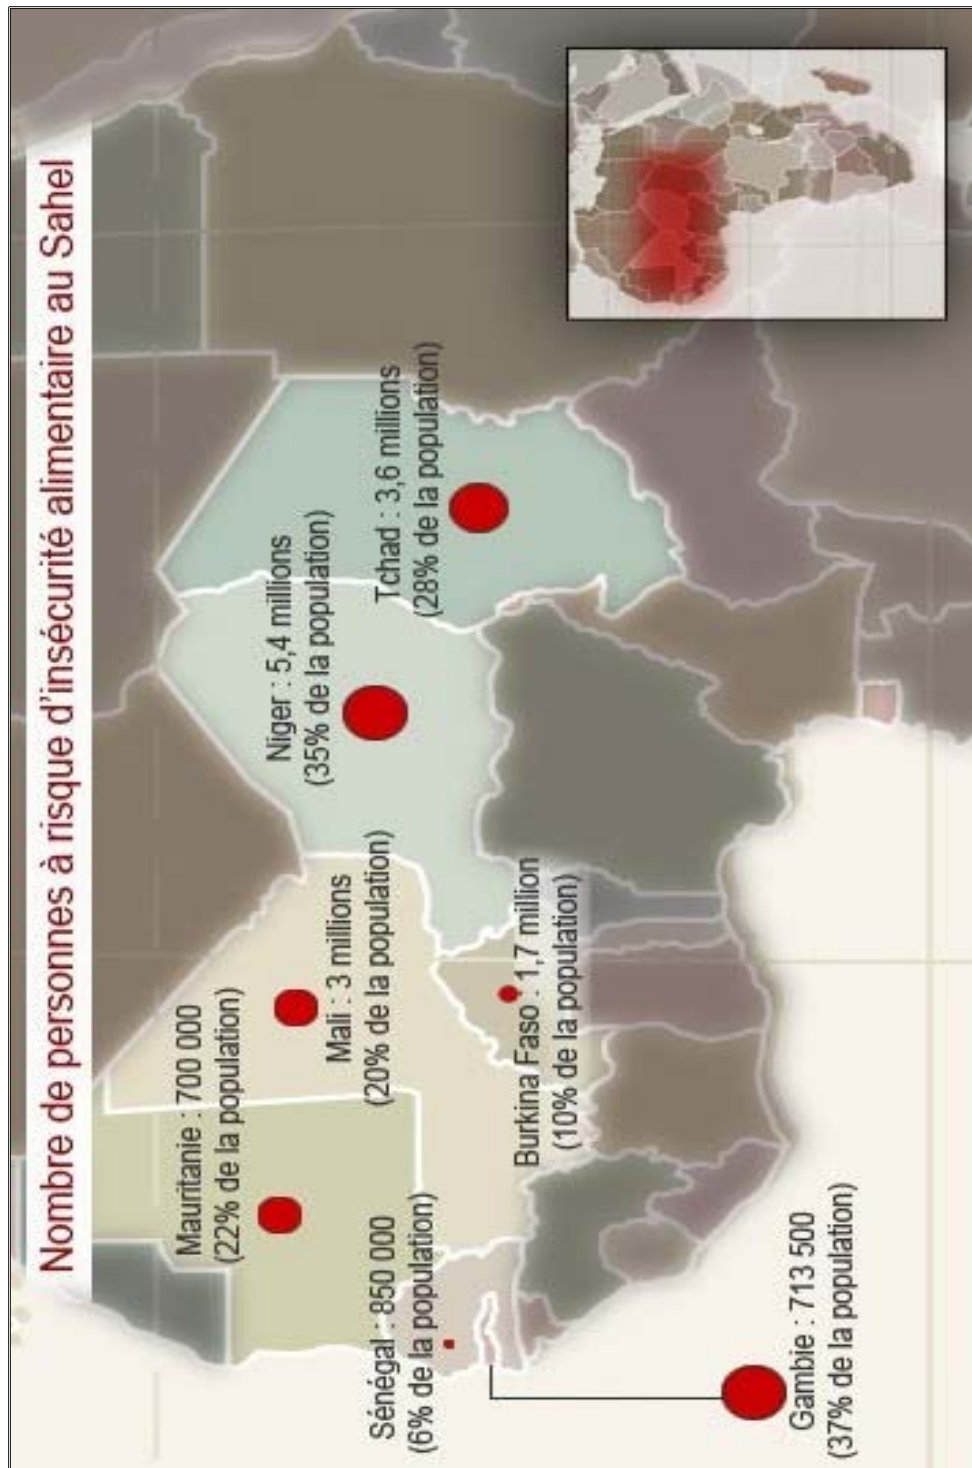 Nombre de personnes à risque d'insécurité alimentaire au Sahel
Mauritanie : 700 000
(22% de la population)
Mali : 3 millions
(20% de la population)
Niger : 5,4 millions
(35% de la population)
Tchad : 3,6 millions
(28% de la population)
Sénégal : 850 000
(6% de la population)
Burkina Faso : 1,7 million
(10% de la population)
Gambie : 713 500
(37% de la population)